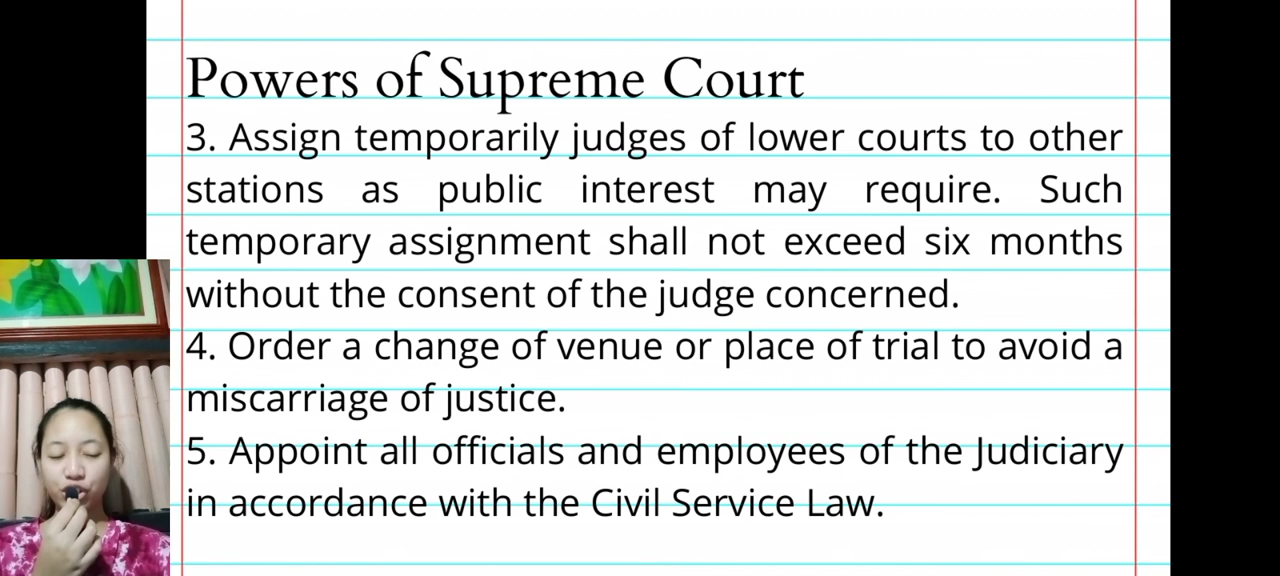 Powers of Supreme Court
3. Assign temporarily judges of lower courts to other
stations as public interest may require. Such
temporary assignment shall not exceed six months
without the consent of the judge concerned.
4. Order a change of venue or place of trial to avoid a
miscarriage of justice.
5. Appoint all officials and employees of the Judiciary
in accordance with the Civil Service Law.